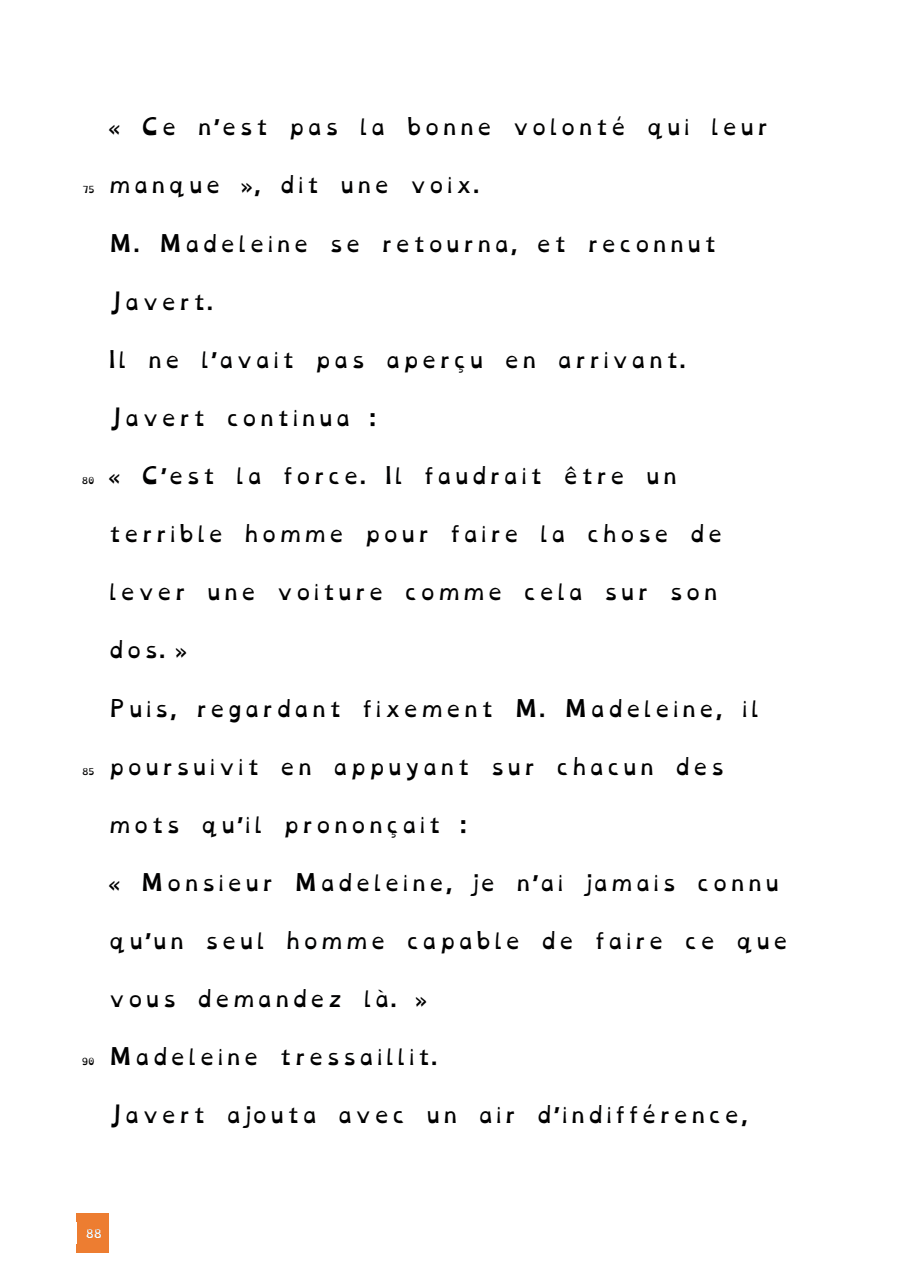 « Ce n’est pas la bonne volonté qui leur
75 manque », dit une voix.
M. Madeleine se retourna, et reconnut
Javert.
Il ne l’avait pas aperçu en arrivant.
Javert continua :
80 « C’est la force. Il faudrait être un
terrible homme pour faire la chose de
lever une voiture comme cela sur son
dos. »
Puis, regardant fixement M. Madeleine, il
85 poursuivit en appuyant sur chacun des
mots qu’il prononçait :
« Monsieur Madeleine, je n’ai jamais connu
qu’un seul homme capable de faire ce que
vous demandez là. »
90 Madeleine tressaillit.
Javert ajouta avec un air d’indifférence,
88